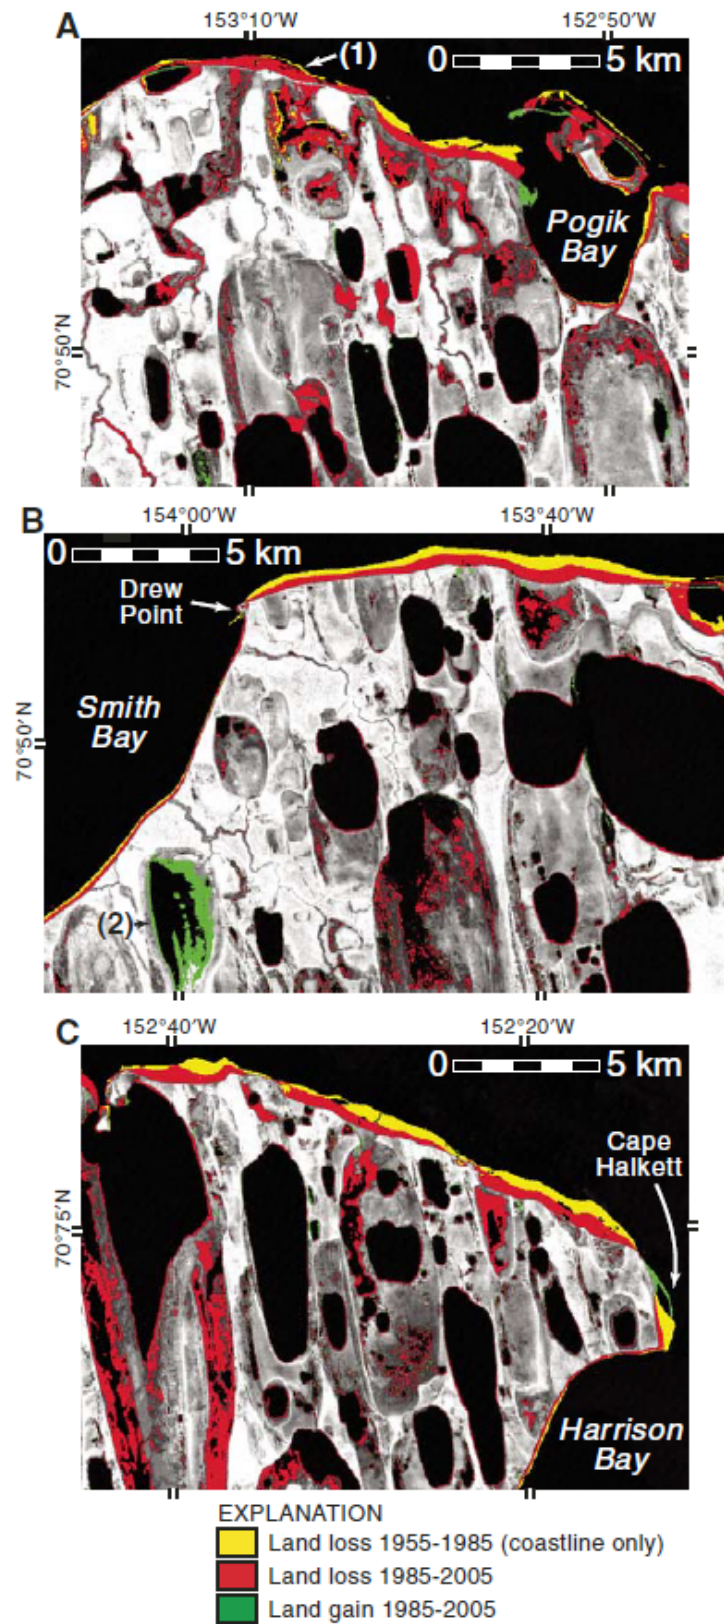 A
153°10′W
152°50′W
(1)
0 5 km
Pogik
Bay
70°50′N
B
154°00′W
153°40′W
0 5 km
Drew
Point
Smith
Bay
70°50′N
(2)
C
152°40′W
152°20′W
0 5 km
Cape
Halkett
70°75′N
Harrison
Bay
EXPLANATION
Land loss 1955-1985 (coastline only)
Land loss 1985-2005
Land gain 1985-2005